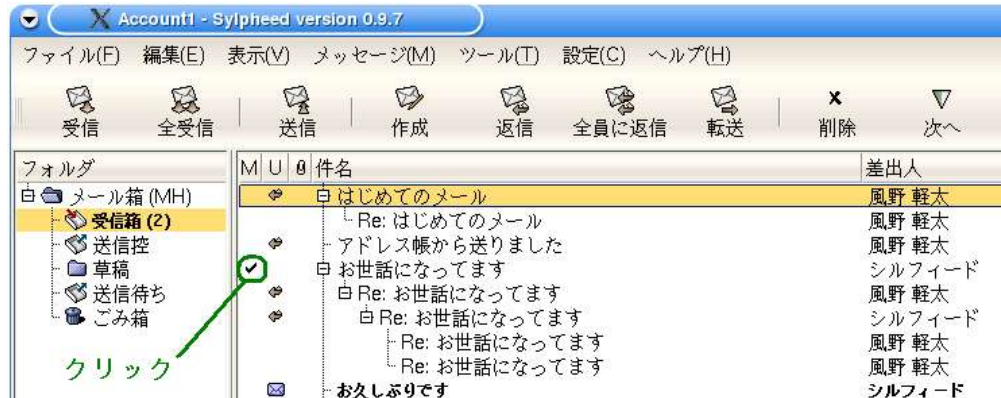 Account1 - Sylpheed version 0.9.7
ファイル(F) 編集(E) 表示(V) メッセージ(M) ツール(T) 設定(C) ヘルプ(H)
受信 全受信 送信 作成 返信 全員に返信 転送 削除 次へ
フォルダ
メール箱 (MH)
受信箱 (2)
送信控
草稿
送信待ち
ごみ箱
クリック
M U 件名 差出人
はじめてのメール 風野 軽太
Re: はじめてのメール 風野 軽太
アドレス帳から送りました 風野 軽太
お世話になってます シルフィード
Re: お世話になってます 風野 軽太
Re: お世話になってます シルフィード
Re: お世話になってます 風野 軽太
Re: お世話になってます 風野 軽太
お久しぶりです シルフィード